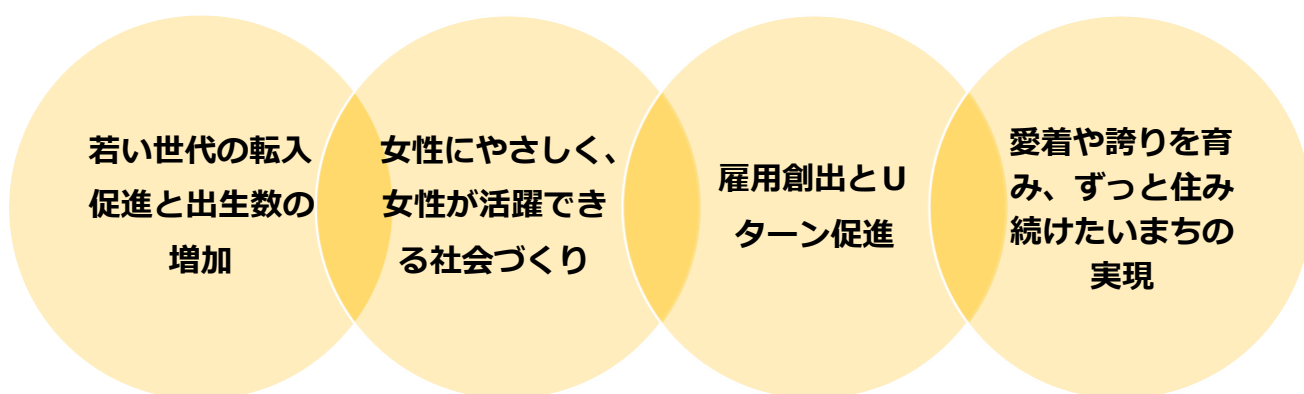 若い世代の転入
促進と出生数の
増加
女性にやさしく、
女性が活躍でき
る社会づくり
雇用創出とU
ターン促進
愛着や誇りを育
み、ずっと住み
続けたいまちの
実現